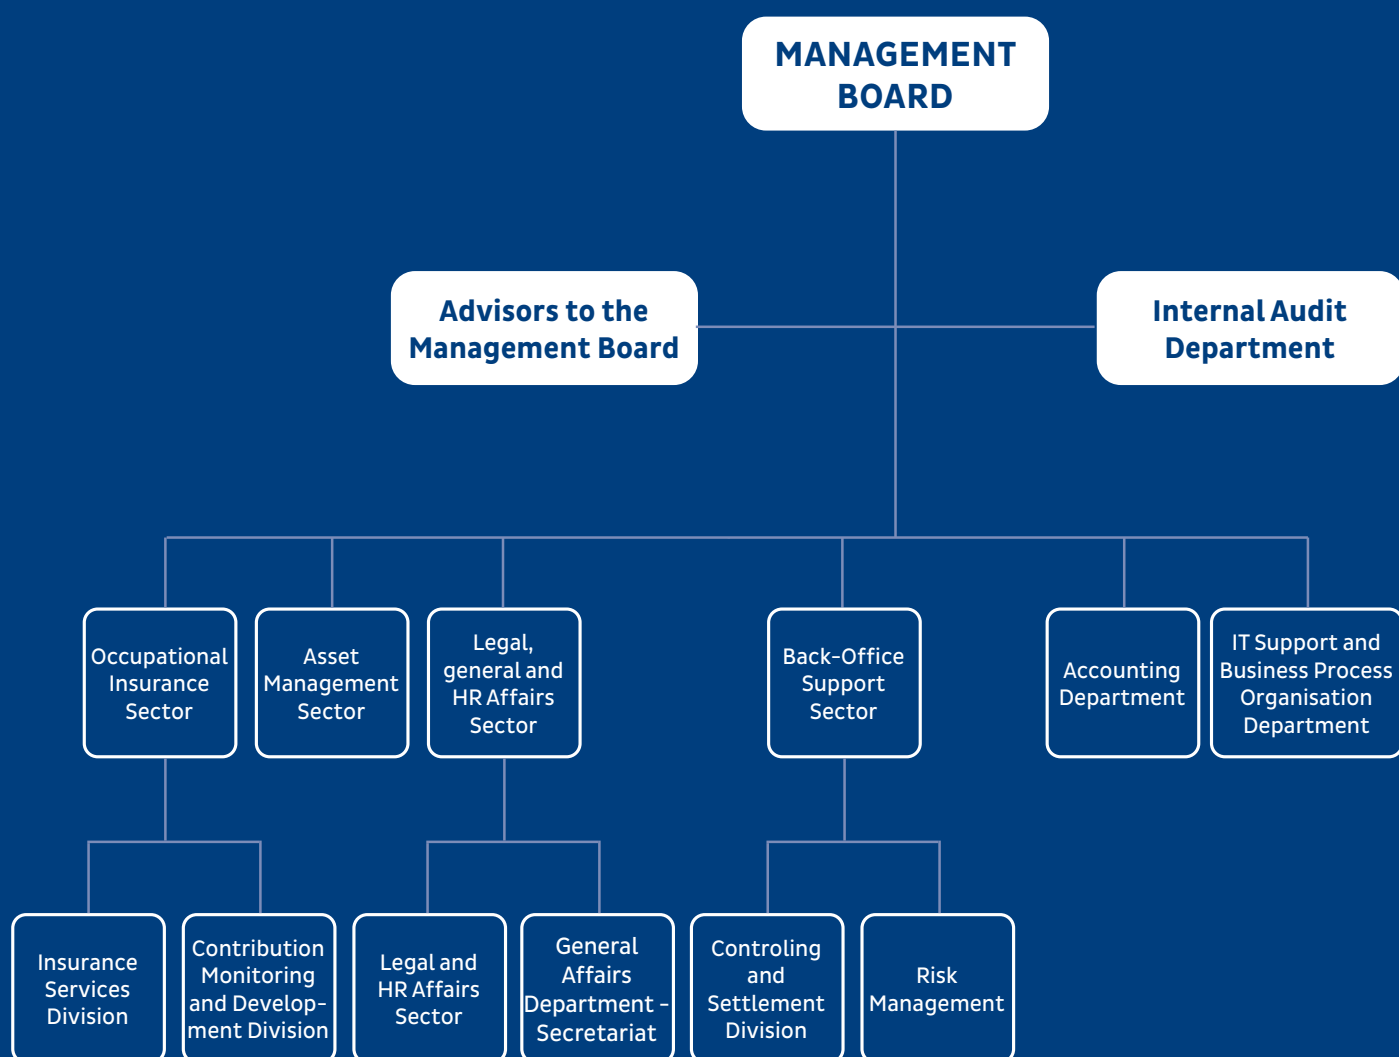 MANAGEMENT
BOARD
Advisors to the
Management Board
Internal Audit
Department
Occupational
Insurance
Sector
Asset
Management
Sector
Legal,
general and
HR Affairs
Sector
Back-Office
Support
Sector
Accounting
Department
IT Support and
Business Process
Organisation
Department
Insurance
Services
Division
Contribution
Monitoring
and Develop-
ment Division
Legal and
HR Affairs
Sector
General
Affairs
Department -
Secretariat
Controling
and
Settlement
Division
Risk
Management